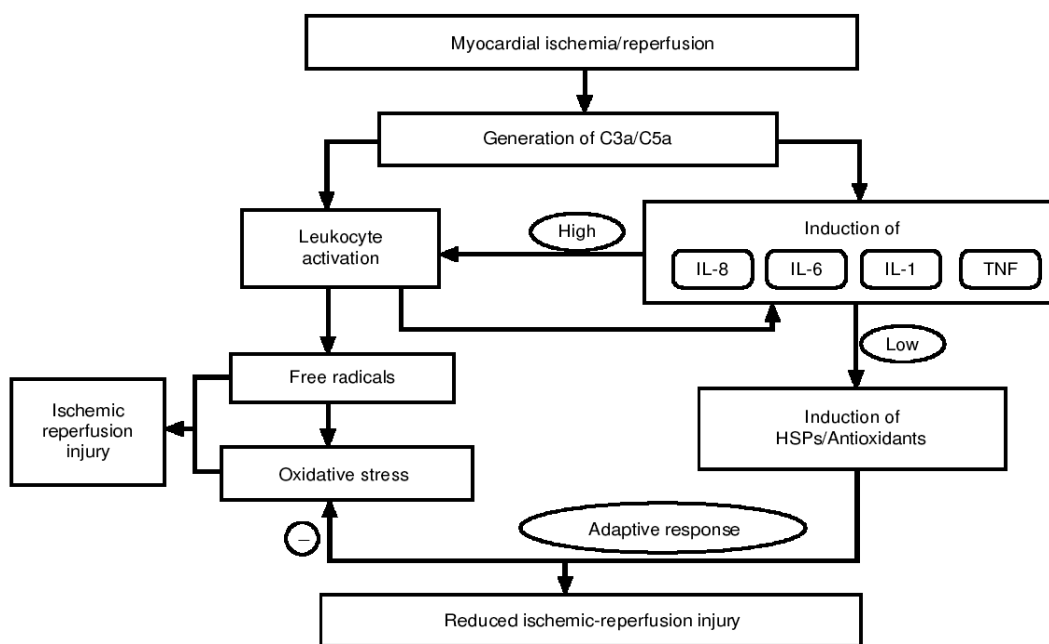 Myocardial ischemia/reperfusion
Generation of C3a/C5a
Leukocyte
activation
High
Induction of
IL-8 IL-6 IL-1 TNF
Low
Free radicals
Ischemic
reperfusion
injury
Induction of
HSPs/Antioxidants
Oxidative stress
–
Adaptive response
Reduced ischemic-reperfusion injury